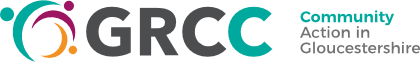 GRCC
Community
Action in
Gloucestershire